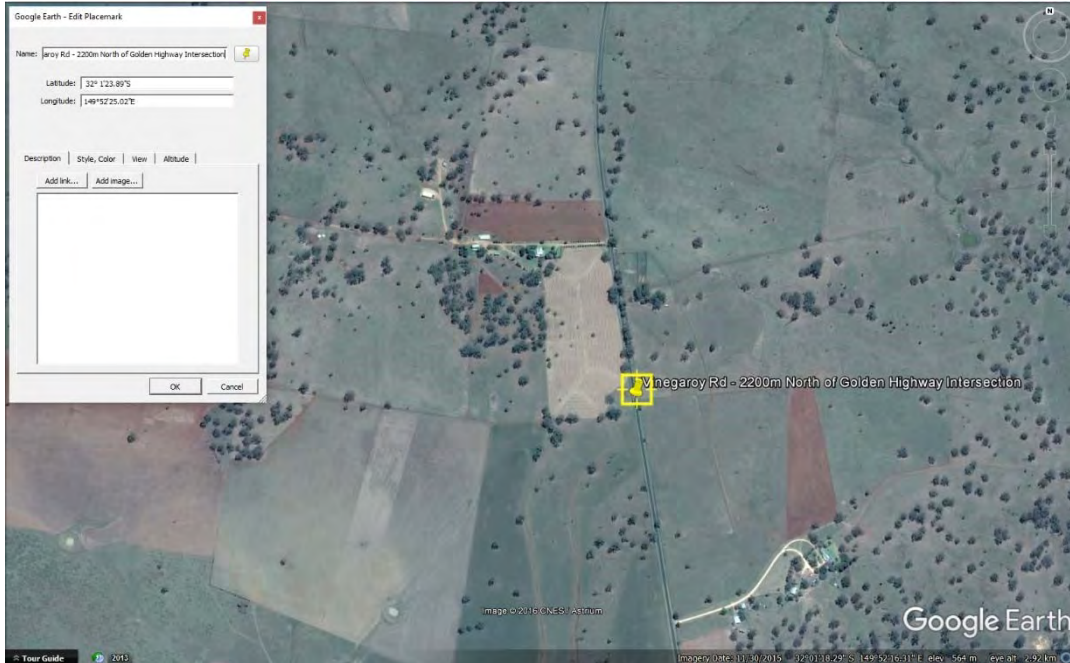 Google Earth - Edit Placemark
x
Name: aroy Rd - 2200m North of Golden Highway Intersection
Latitude: 32° 1'23.89"S
Longitude: 149°52'25.02"E
Description Style, Color View Altitude
Add link... Add image...
OK Cancel
N
Vinegaroy Rd - 2200m North of Golden Highway Intersection
Image © 2016 CNES / Astrium
Google Earth
Tour Guide 2013 Imagery Date: 11/30/2015 32°01'18.29" S 149°52'16.31" E elev 564 m eye alt 2.92 km